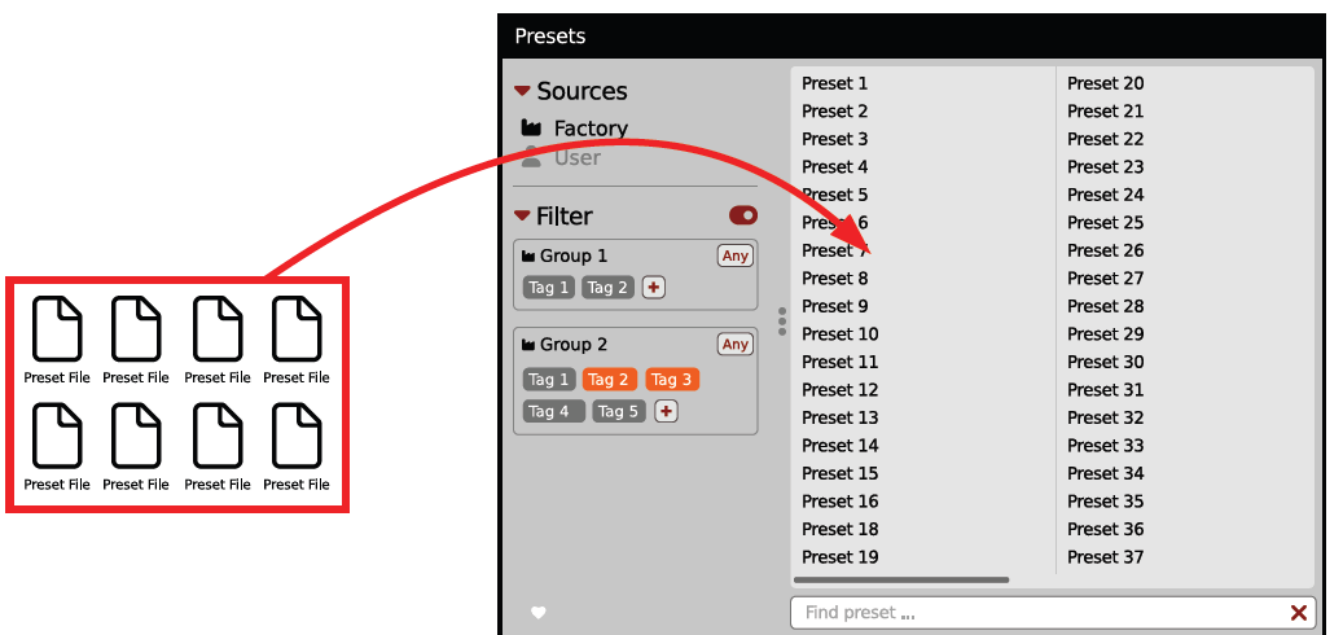 Preset File Preset File Preset File Preset File
Preset File Preset File Preset File Preset File
Presets
Sources
Factory
User
Filter
Group 1 Any
Tag 1 Tag 2 +
Group 2 Any
Tag 1 Tag 2 Tag 3
Tag 4 Tag 5 +
Preset 1
Preset 2
Preset 3
Preset 4
Preset 5
Preset 6
Preset 7
Preset 8
Preset 9
Preset 10
Preset 11
Preset 12
Preset 13
Preset 14
Preset 15
Preset 16
Preset 18
Preset 19
Preset 20
Preset 21
Preset 22
Preset 23
Preset 24
Preset 25
Preset 26
Preset 27
Preset 28
Preset 29
Preset 30
Preset 31
Preset 32
Preset 33
Preset 34
Preset 35
Preset 36
Preset 37
Find preset ...